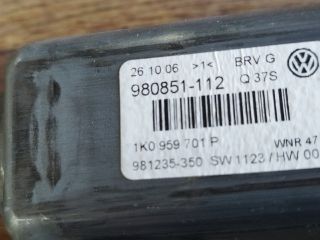 26 10 06 >1< BRV G
980851-112 Q 37S
1K0 959 701 P WNR 47
981235-350 SW 1123 / HW 00